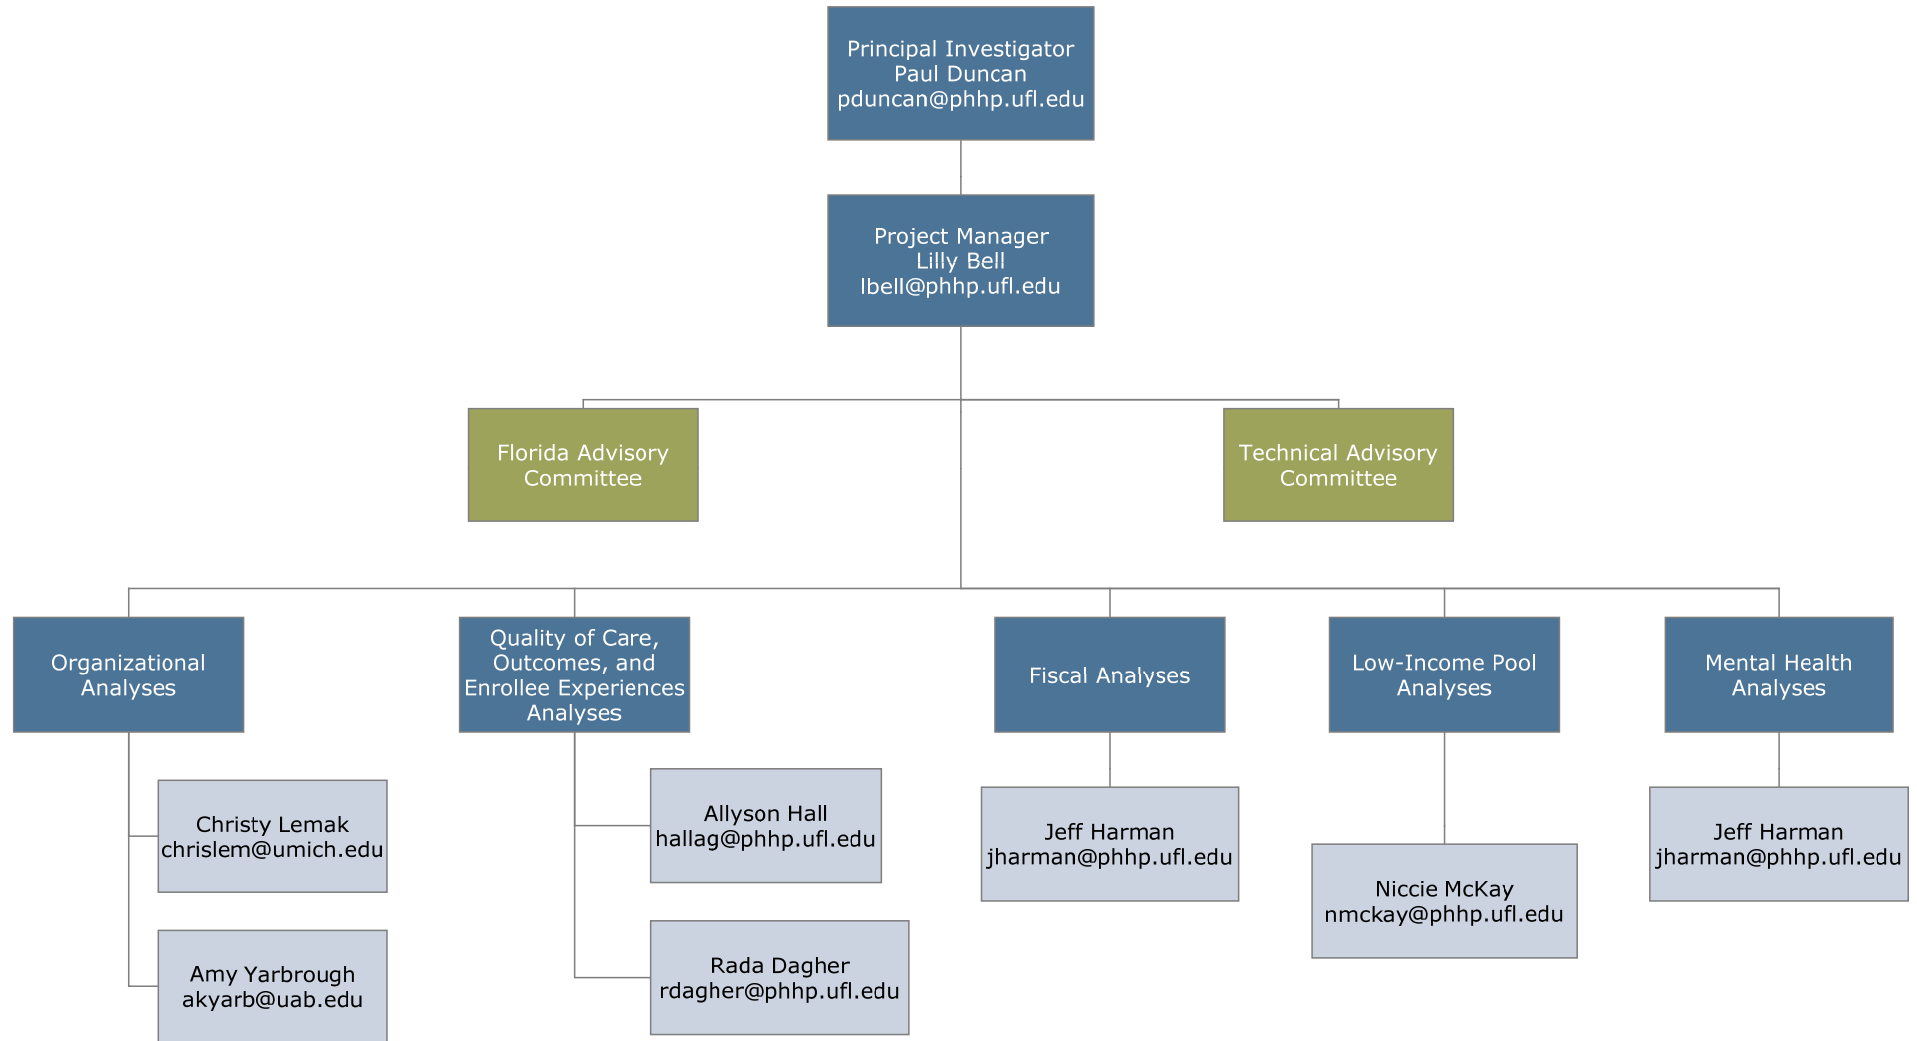 Principal Investigator
Paul Duncan
pduncan@phhp.ufl.edu
Project Manager
Lilly Bell
lbell@phhp.ufl.edu
Florida Advisory
Committee
Technical Advisory
Committee
Organizational
Analyses
Quality of Care,
Outcomes, and
Enrollee Experiences
Analyses
Fiscal Analyses
Low-Income Pool
Analyses
Mental Health
Analyses
Christy Lemak
chrislem@umich.edu
Amy Yarbrough
akyarb@uab.edu
Allyson Hall
hallag@phhp.ufl.edu
Rada Dagher
rdagher@phhp.ufl.edu
Jeff Harman
jharman@phhp.ufl.edu
Niccie McKay
nmckay@phhp.ufl.edu
Jeff Harman
jharman@phhp.ufl.edu